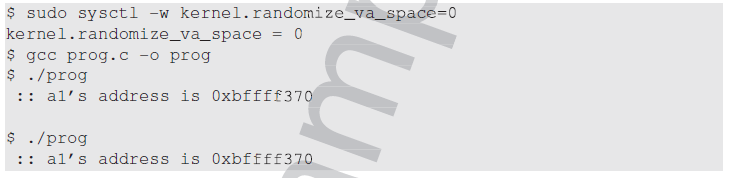 $ sudo sysctl -w kernel.randomize_va_space=0
kernel.randomize_va_space = 0
$ gcc prog.c -o prog
$ ./prog
:: a1’s address is 0xbffff370
$ ./prog
:: a1’s address is 0xbffff370